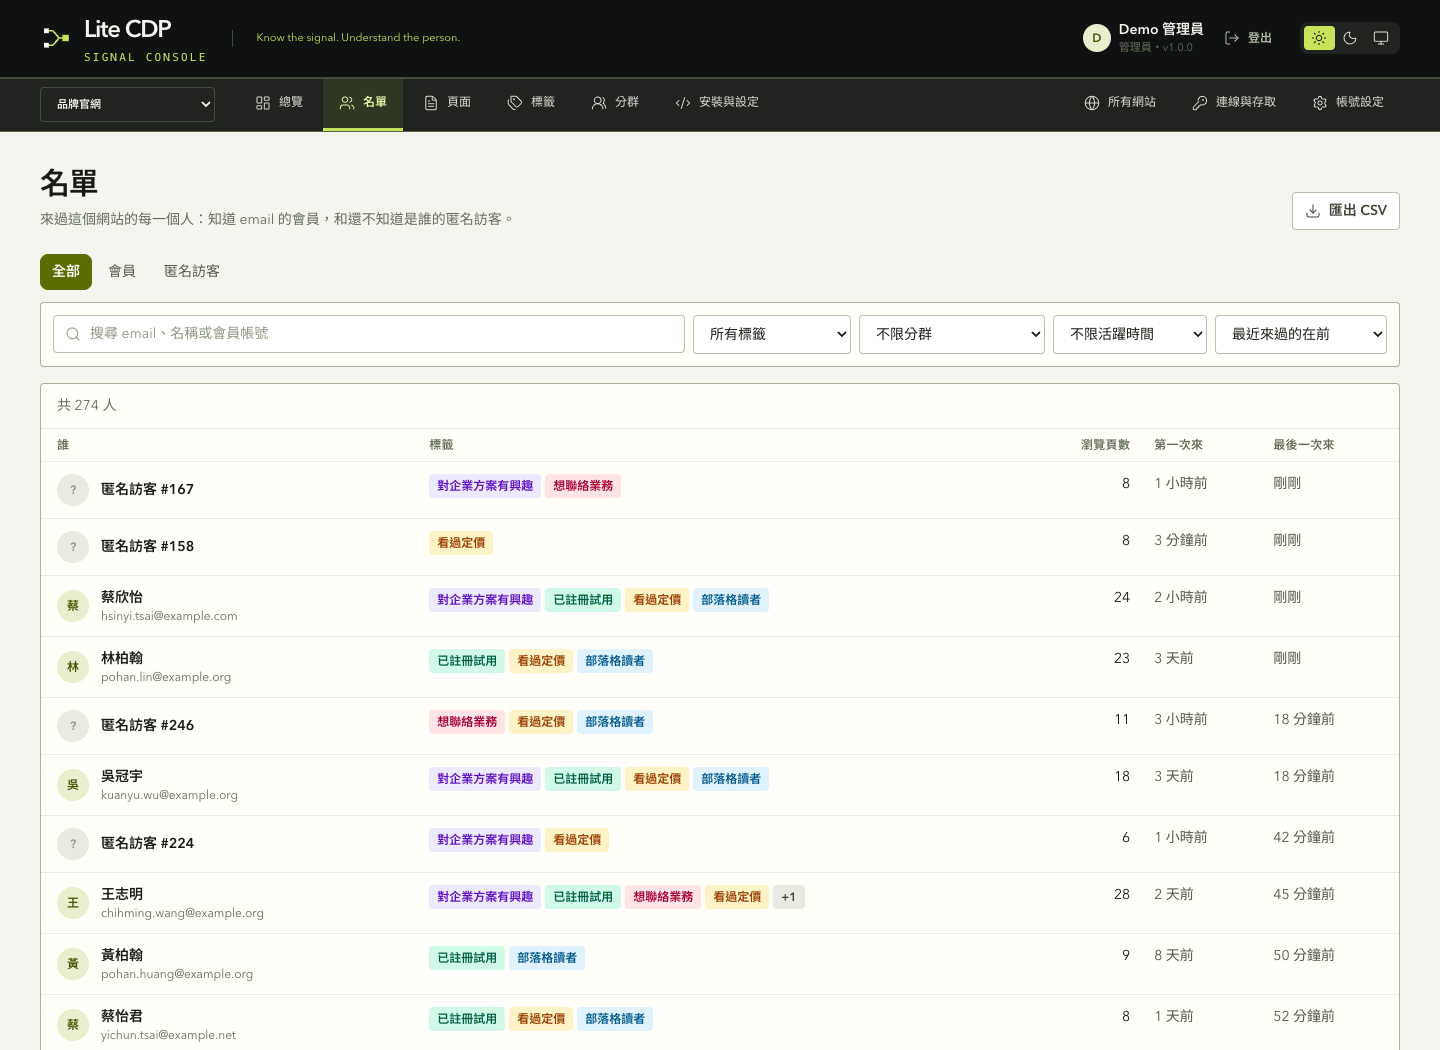 Lite CDP
SIGNAL CONSOLE
Know the signal. Understand the person.
D
Demo 管理員
管理員・v1.0.0
登出
品牌官網
總覽
名單
頁面
標籤
分群
安裝與設定
所有網站
連線與存取
帳號設定
名單
來過這個網站的每一個人：知道 email 的會員，和還不知道是誰的匿名訪客。
匯出 CSV
全部
會員
匿名訪客
搜尋 email、名稱或會員帳號
所有標籤
不限分群
不限活躍時間
最近來過的在前
共 274 人
誰 標籤 瀏覽頁數 第一次來 最後一次來
? 匿名訪客 #167 對企業方案有興趣 想聯絡業務 8 1 小時前 剛剛
? 匿名訪客 #158 看過定價 8 3 分鐘前 剛剛
蔡 蔡欣怡 對企業方案有興趣 已註冊試用 看過定價 部落格讀者 24 2 小時前 剛剛
hsinyi.tsai@example.com
林 林柏翰 已註冊試用 看過定價 部落格讀者 23 3 天前 剛剛
pohan.lin@example.org
? 匿名訪客 #246 想聯絡業務 看過定價 部落格讀者 11 3 小時前 18 分鐘前
吳 吳冠宇 對企業方案有興趣 已註冊試用 看過定價 部落格讀者 18 3 天前 18 分鐘前
kuanyu.wu@example.org
? 匿名訪客 #224 對企業方案有興趣 看過定價 6 1 小時前 42 分鐘前
王 王志明 對企業方案有興趣 已註冊試用 想聯絡業務 看過定價 +1 28 2 天前 45 分鐘前
chihming.wang@example.org
黃 黃柏翰 已註冊試用 部落格讀者 9 8 天前 50 分鐘前
pohan.huang@example.org
蔡 蔡怡君 已註冊試用 看過定價 部落格讀者 8 1 天前 52 分鐘前
yichun.tsai@example.net